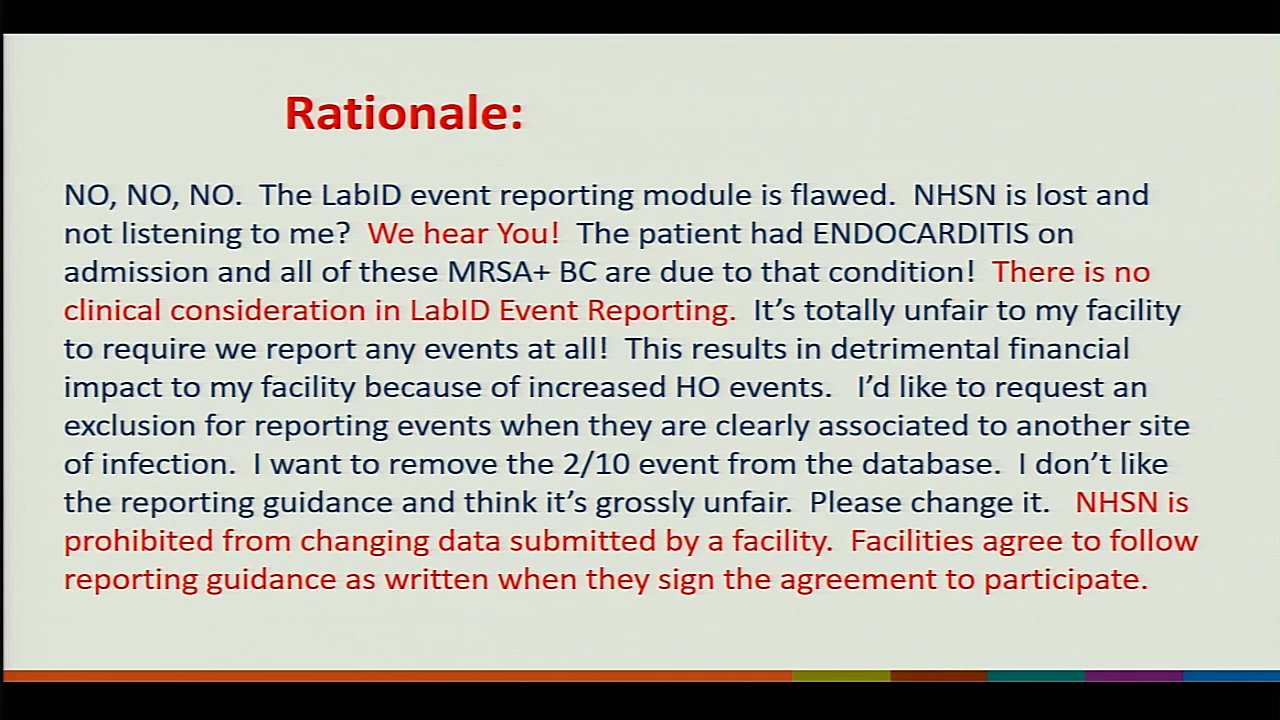 Rationale:
NO, NO, NO.  The LabID event reporting module is flawed.  NHSN is lost and
not listening to me?  We hear You!  The patient had ENDOCARDITIS on
admission and all of these MRSA+ BC are due to that condition!  There is no
clinical consideration in LabID Event Reporting.  It’s totally unfair to my facility
to require we report any events at all!  This results in detrimental financial
impact to my facility because of increased HO events.   I’d like to request an
exclusion for reporting events when they are clearly associated to another site
of infection.  I want to remove the 2/10 event from the database.  I don’t like
the reporting guidance and think it’s grossly unfair.  Please change it.   NHSN is
prohibited from changing data submitted by a facility.  Facilities agree to follow
reporting guidance as written when they sign the agreement to participate.